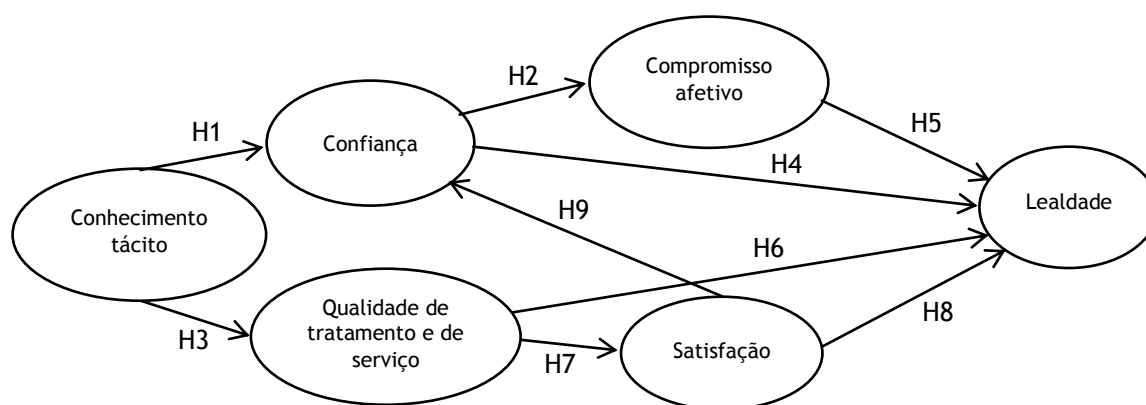 Compromisso
afetivo
H2
H1
Confiança
H5
H4
Lealdade
Conhecimento
tácito
H9
H6
Qualidade de
tratamento e de
serviço
H3
H7
Satisfação
H8